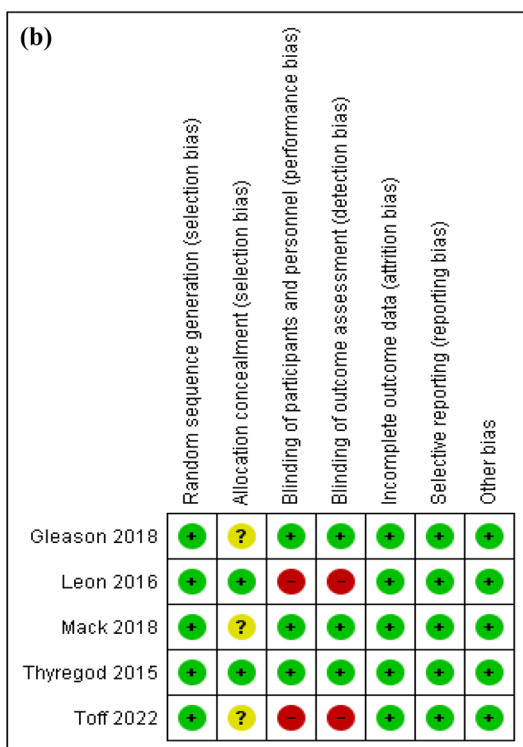 (b)
Random sequence generation (selection bias)
Allocation concealment (selection bias)
Blinding of participants and personnel (performance bias)
Blinding of outcome assessment (detection bias)
Incomplete outcome data (attrition bias)
Selective reporting (reporting bias)
Other bias
Gleason 2018 + ? + + + + +
Leon 2016 + + - - + + +
Mack 2018 + ? + + + + +
Thyregod 2015 + + + + + + +
Toff 2022 + ? - - + + +